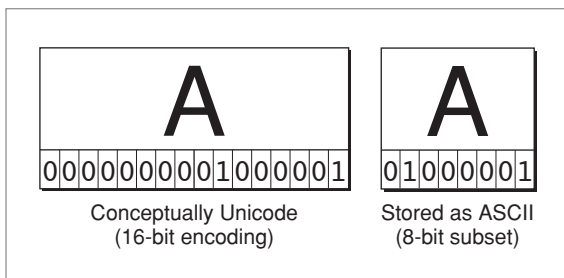 A A
0000000001000001 01000001
Conceptually Unicode Stored as ASCII
(16-bit encoding) (8-bit subset)